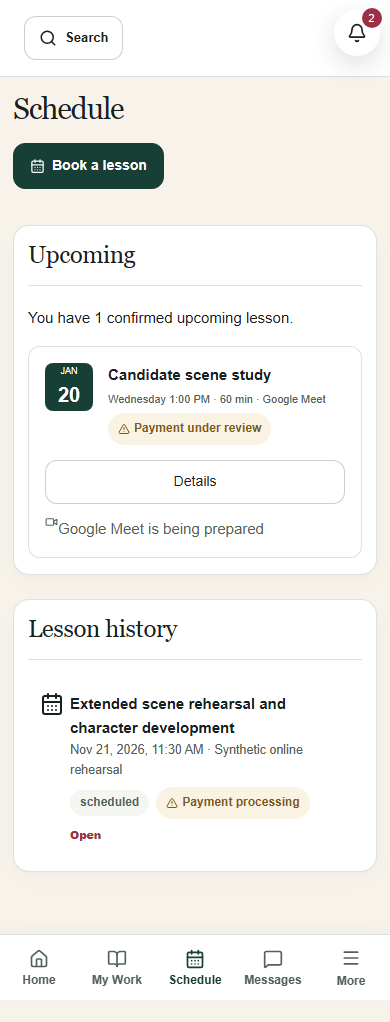 Search
2
Schedule
Book a lesson
Upcoming
You have 1 confirmed upcoming lesson.
JAN
20
Candidate scene study
Wednesday 1:00 PM · 60 min · Google Meet
Payment under review
Details
Google Meet is being prepared
Lesson history
Extended scene rehearsal and
character development
Nov 21, 2026, 11:30 AM · Synthetic online
rehearsal
scheduled
Payment processing
Open
Home
My Work
Schedule
Messages
More